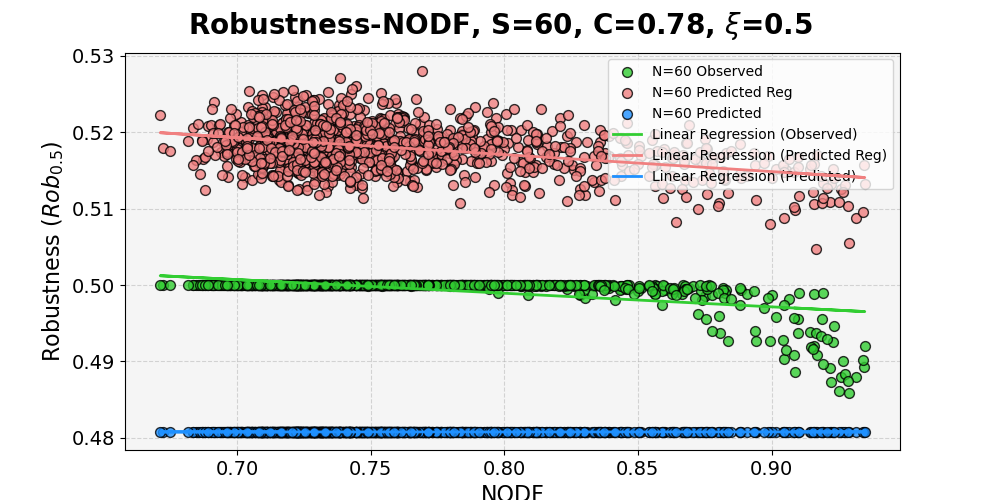 Robustness-NODF, S=60, C=0.78, ξ=0.5
Robustness (Rob0.5)
0.53
0.52
0.51
0.50
0.49
0.48
N=60 Observed
N=60 Predicted Reg
N=60 Predicted
Linear Regression (Observed)
Linear Regression (Predicted Reg)
Linear Regression (Predicted)
0.70
0.75
0.80
0.85
0.90
NODF